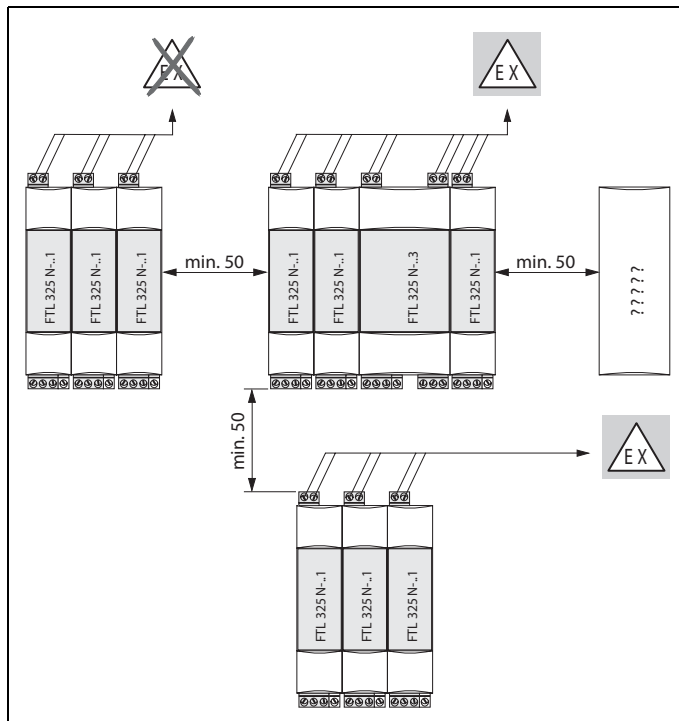 EX
EX
FTL 325 N-..1
FTL 325 N-..1
FTL 325 N-..1
min. 50
FTL 325 N-..1
FTL 325 N-..1
FTL 325 N-..3
FTL 325 N-..1
min. 50
?????
min. 50
EX
FTL 325 N-..1
FTL 325 N-..1
FTL 325 N-..1